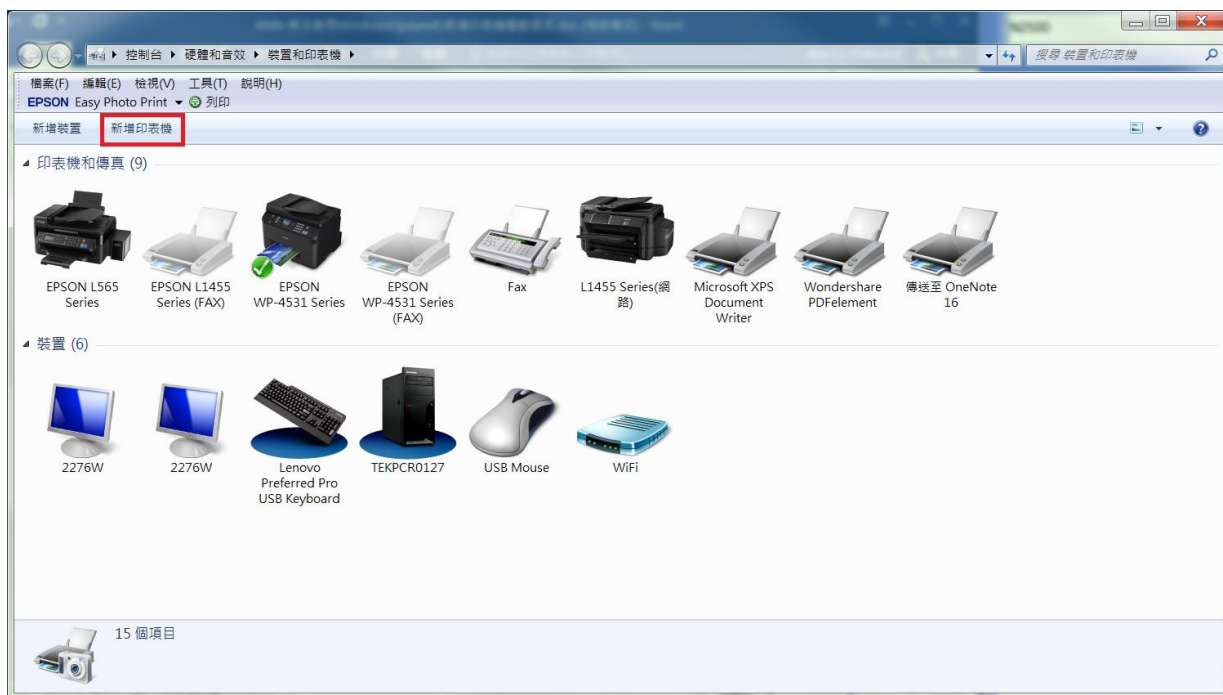 控制台 ▸ 硬體和音效 ▸ 裝置和印表機 ▸
搜尋 裝置和印表機
檔案(F) 編輯(E) 檢視(V) 工具(T) 說明(H)
EPSON Easy Photo Print 列印
新增裝置 新增印表機
印表機和傳真 (9)
EPSON L565
Series
EPSON L1455
Series (FAX)
EPSON
WP-4531 Series
EPSON
WP-4531 Series
(FAX)
Fax
L1455 Series(網
路)
Microsoft XPS
Document
Writer
Wondershare
PDFelement
傳送至 OneNote
16
裝置 (6)
2276W
2276W
Lenovo
Preferred Pro
USB Keyboard
TEKPCR0127
USB Mouse
WiFi
15 個項目